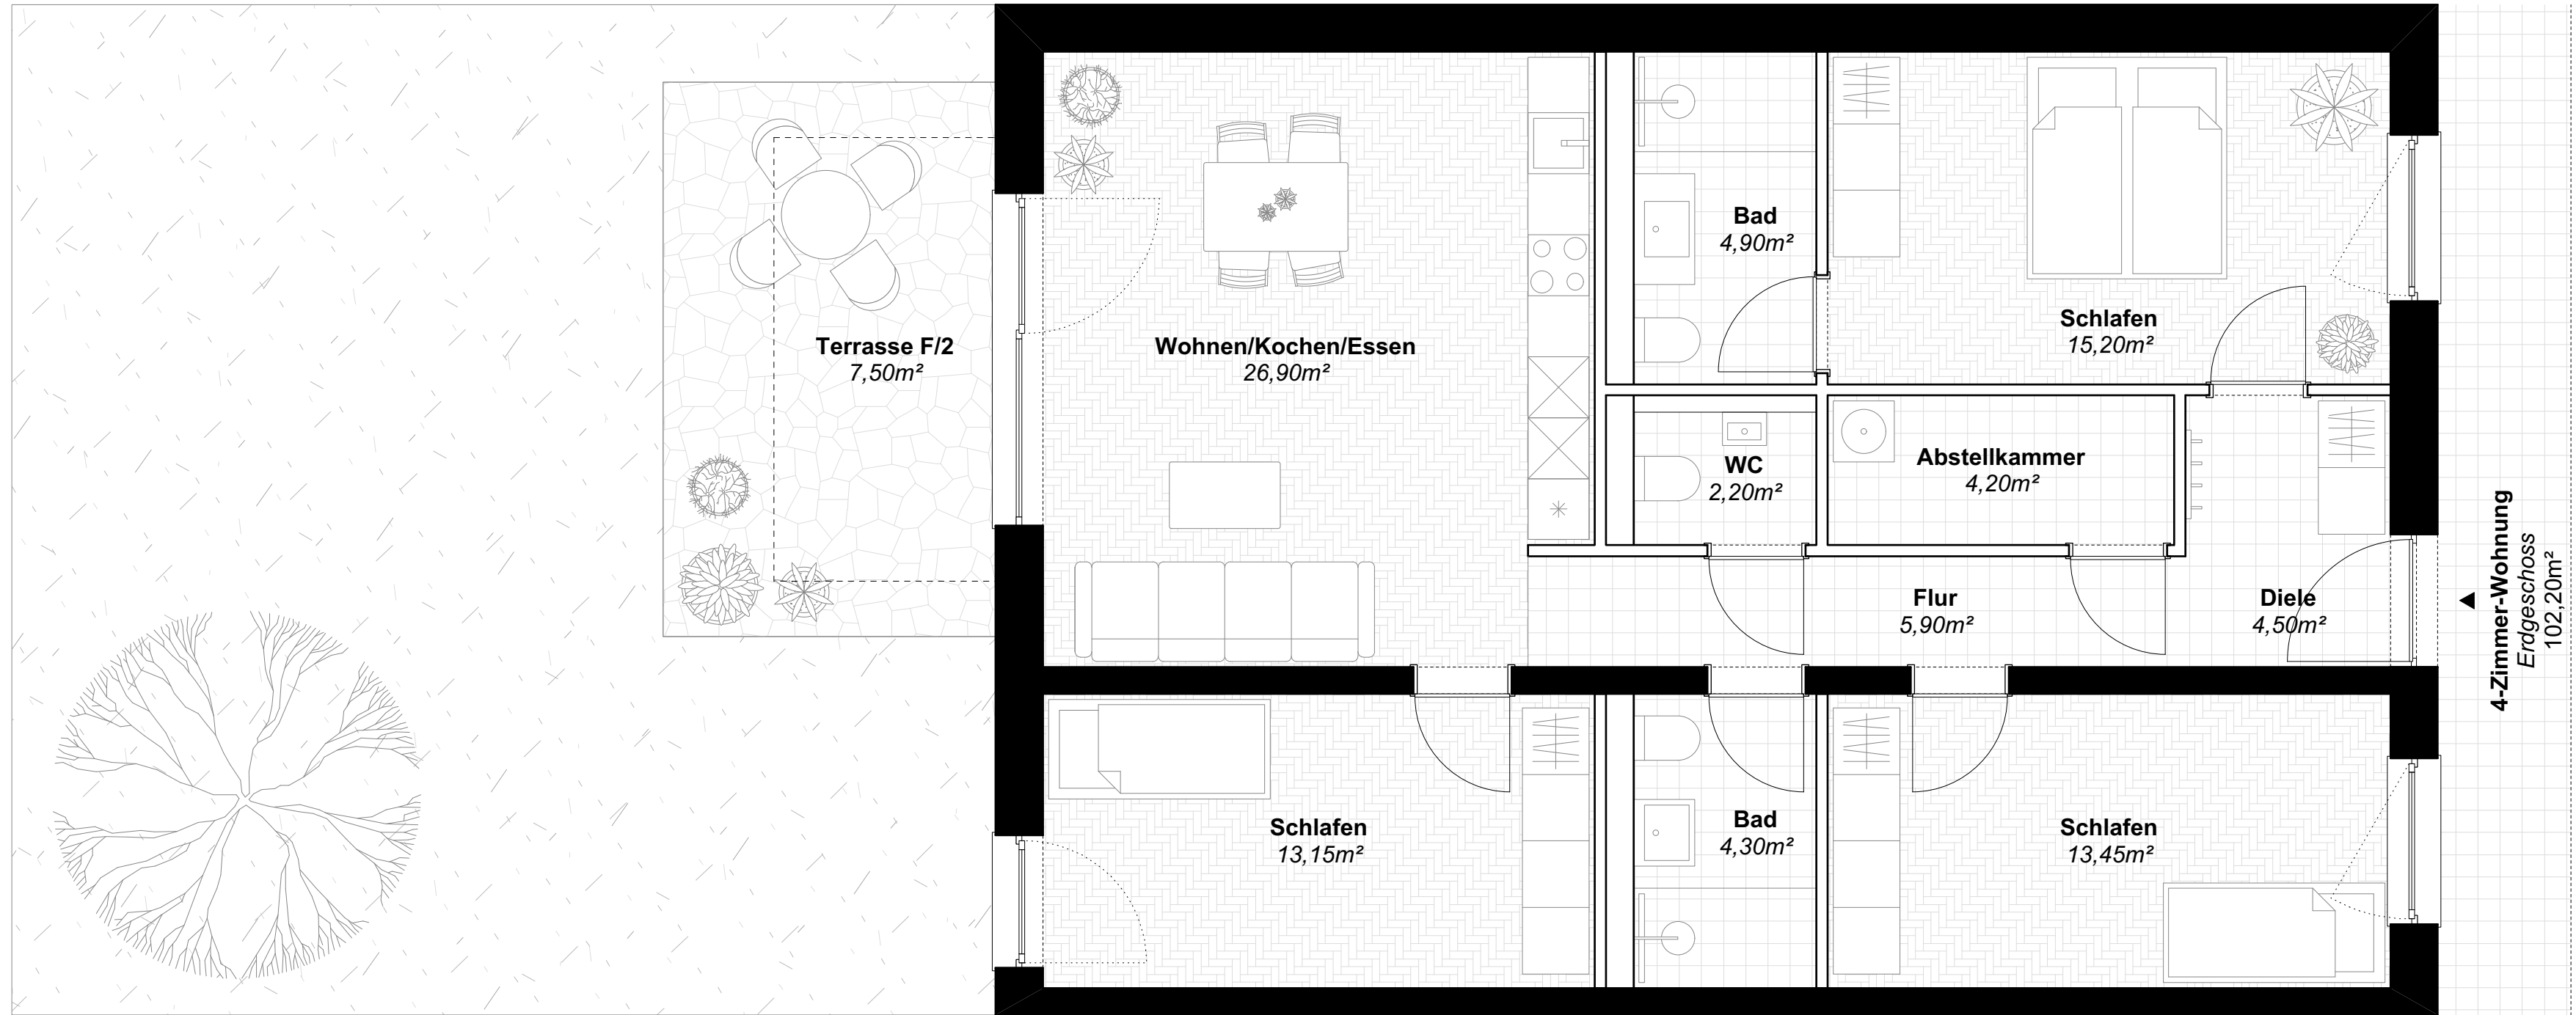 Terrasse F/2
7,50m²
Wohnen/Kochen/Essen
26,90m²
Bad
4,90m²
Schlafen
15,20m²
WC
2,20m²
Abstellkammer
4,20m²
Flur
5,90m²
Diele
4,50m²
Schlafen
13,15m²
Bad
4,30m²
Schlafen
13,45m²
4-Zimmer-Wohnung
Erdgeschoss
102,20m²